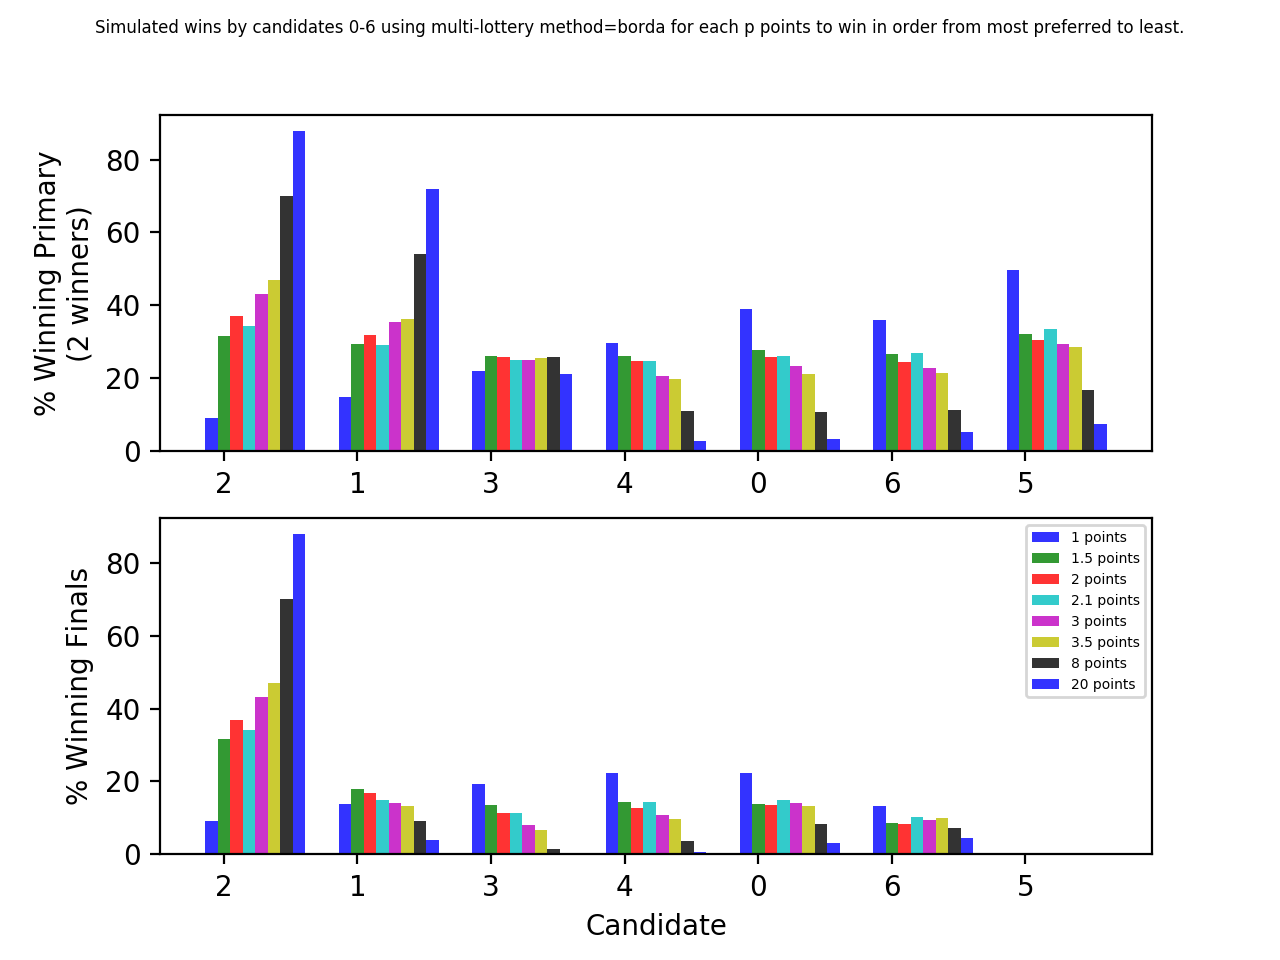 Simulated wins by candidates 0-6 using multi-lottery method=borda for each p points to win in order from most preferred to least.
% Winning Primary
(2 winners)
80
60
40
20
0
2 1 3 4 0 6 5
% Winning Finals
80
60
40
20
0
1 points
1.5 points
2 points
2.1 points
3 points
3.5 points
8 points
20 points
2 1 3 4 0 6 5
Candidate